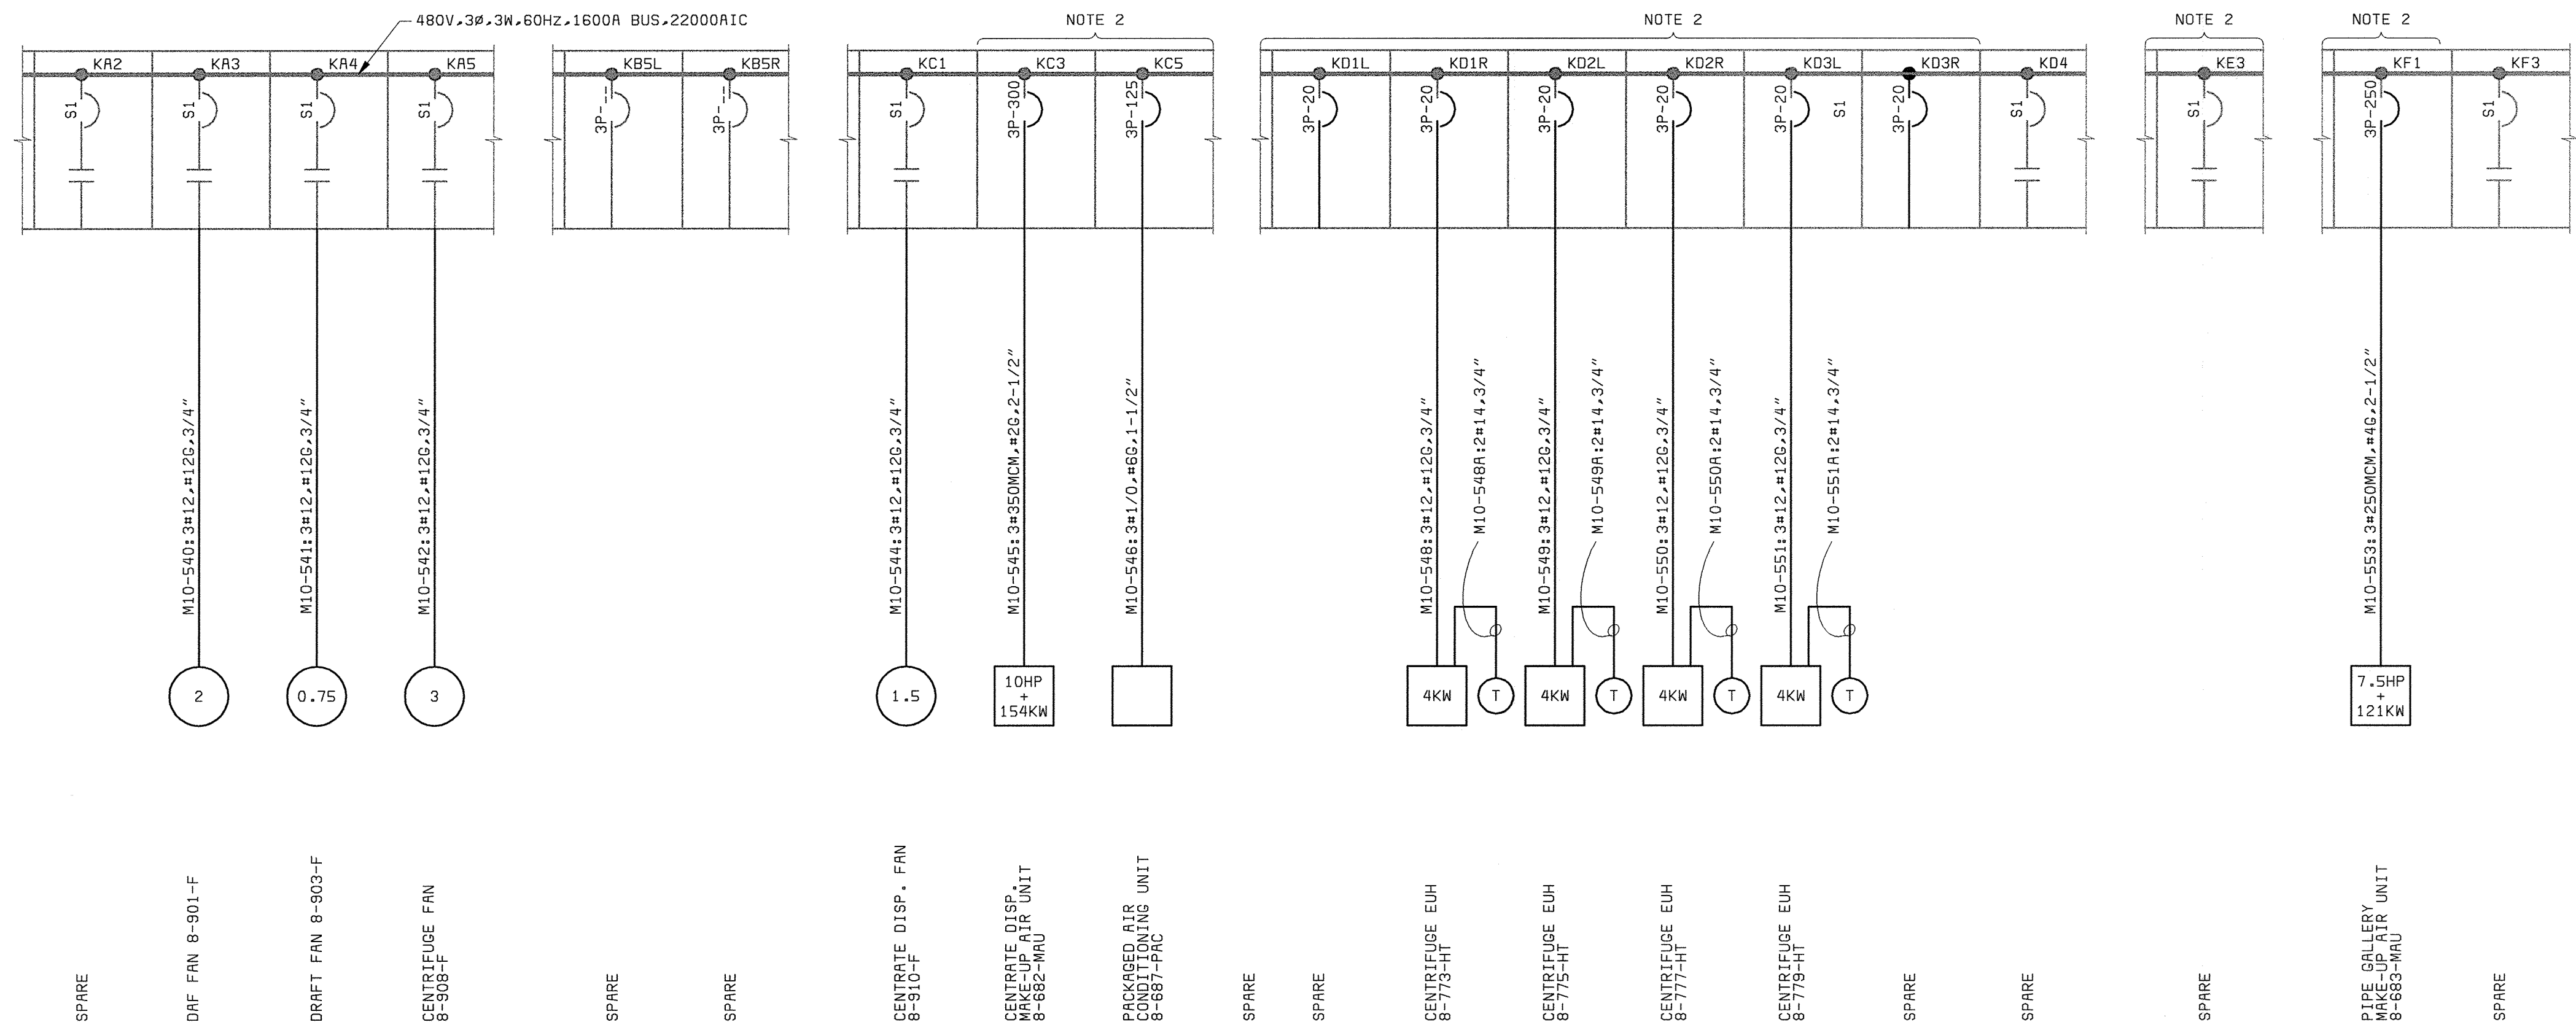 480V,3Ø,3W,60Hz,1600A BUS,22000AIC
NOTE 2
NOTE 2
NOTE 2
NOTE 2
KA2
KA3
KA4
KA5
KB5L
KB5R
KC1
KC3
KC5
KD1L
KD1R
KD2L
KD2R
KD3L
KD3R
KD4
KE3
KF1
KF3
S1
S1
S1
S1
3P---
3P---
S1
3P-300
3P-125
3P-20
3P-20
3P-20
3P-20
3P-20
S1
3P-20
S1
S1
3P-250
S1
M10-540:3#12,#12G,3/4"
M10-541:3#12,#12G,3/4"
M10-542:3#12,#12G,3/4"
M10-544:3#12,#12G,3/4"
M10-545:3#350MCM,#2G,2-1/2"
M10-546:3#1/0,#6G,1-1/2"
M10-548:3#12,#12G,3/4"
M10-548A:2#14,3/4"
M10-549:3#12,#12G,3/4"
M10-549A:2#14,3/4"
M10-550:3#12,#12G,3/4"
M10-550A:2#14,3/4"
M10-551:3#12,#12G,3/4"
M10-551A:2#14,3/4"
M10-553:3#250MCM,#4G,2-1/2"
2
0.75
3
1.5
10HP
+
154KW
4KW
T
4KW
T
4KW
T
4KW
T
7.5HP
+
121KW
SPARE
DAF FAN 8-901-F
DRAFT FAN 8-903-F
CENTRIFUGE FAN
8-908-F
SPARE
SPARE
CENTRATE DISP. FAN
8-910-F
CENTRATE DISP.
MAKE-UP AIR UNIT
8-682-MAU
PACKAGED AIR
CONDITIONING UNIT
8-687-PAC
SPARE
SPARE
CENTRIFUGE EUH
8-773-HT
CENTRIFUGE EUH
8-775-HT
CENTRIFUGE EUH
8-777-HT
CENTRIFUGE EUH
8-779-HT
SPARE
SPARE
SPARE
PIPE GALLERY
MAKE-UP AIR UNIT
8-683-MAU
SPARE